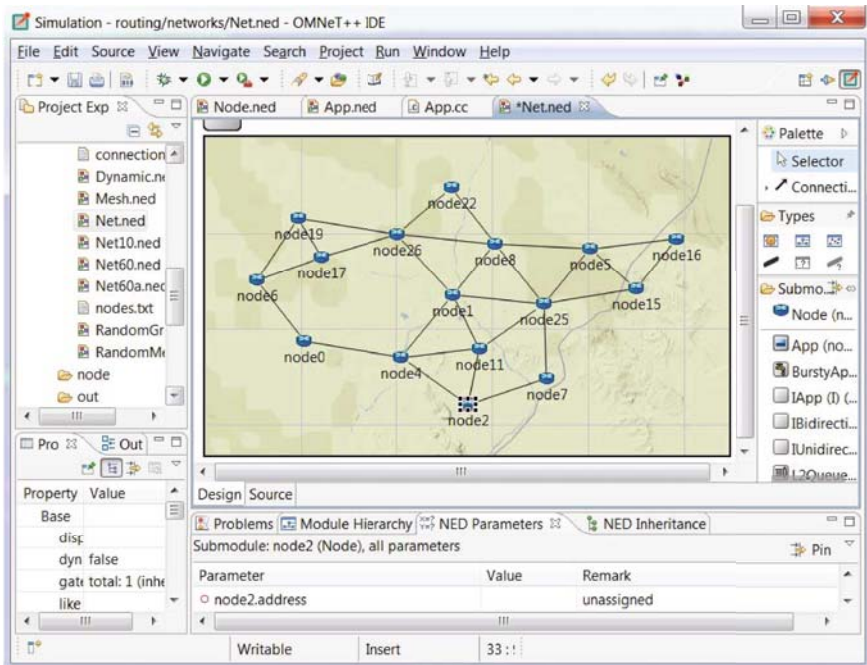 Simulation - routing/networks/Net.ned - OMNeT++ IDE
File Edit Source View Navigate Search Project Run Window Help
Project Exp
Node.ned
App.ned
App.cc
*Net.ned
connection
Dynamic.ne
Mesh.ned
Net.ned
Net10.ned
Net60.ned
Net60a.nec
nodes.txt
RandomGr
RandomMe
node
out
node22
node19
node26
node8
node5
node16
node17
node6
node1
node25
node15
node0
node4
node11
node7
node2
Palette
Selector
Connecti...
Types
Submo...
Node (n...
App (no...
BurstyAp...
IApp (I) (...
IBidirecti...
IUnidirec...
L2Queue...
Design Source
Pro Out
Property Value
Base
disp
dyn false
gate total: 1 (inhe
like
Problems Module Hierarchy NED Parameters NED Inheritance
Submodule: node2 (Node), all parameters
Pin
Parameter Value Remark
node2.address unassigned
Writable Insert 33 :